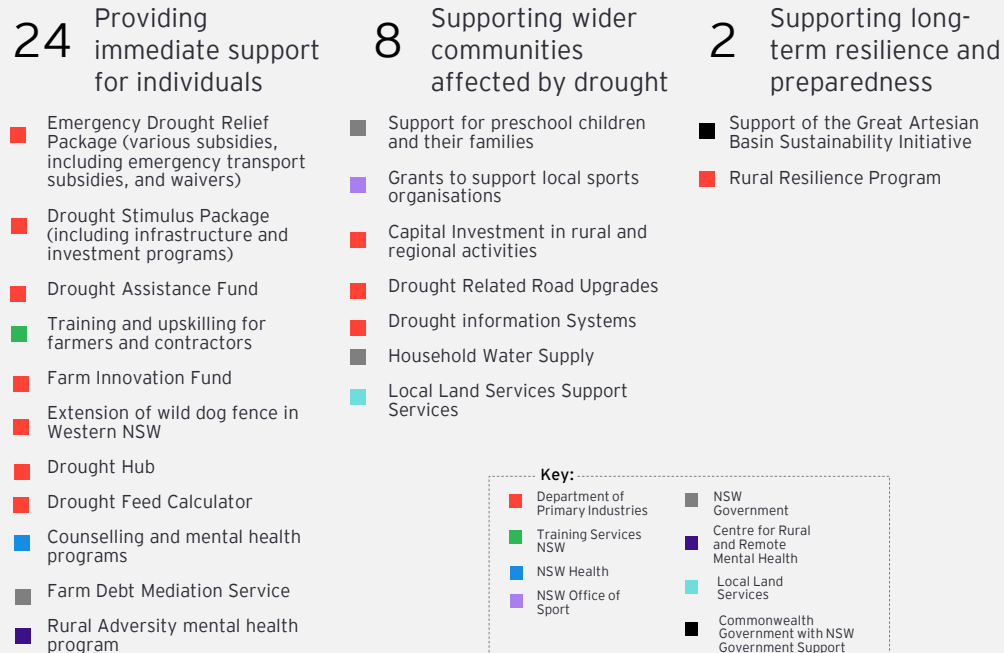 24
Providing
immediate support
for individuals
Emergency Drought Relief
Package (various subsidies,
including emergency transport
subsidies, and waivers)
Drought Stimulus Package
(including infrastructure and
investment programs)
Drought Assistance Fund
Training and upskilling for
farmers and contractors
Farm Innovation Fund
Extension of wild dog fence in
Western NSW
Drought Hub
Drought Feed Calculator
Counselling and mental health
programs
Farm Debt Mediation Service
Rural Adversity mental health
program
8
Supporting wider
communities
affected by drought
Support for preschool children
and their families
Grants to support local sports
organisations
Capital Investment in rural and
regional activities
Drought Related Road Upgrades
Drought information Systems
Household Water Supply
Local Land Services Support
Services
2
Supporting long-
term resilience and
preparedness
Support of the Great Artesian
Basin Sustainability Initiative
Rural Resilience Program
Key:
Department of
Primary Industries
Training Services
NSW
NSW Health
NSW Office of
Sport
NSW
Government
Centre for Rural
and Remote
Mental Health
Local Land
Services
Commonwealth
Government with NSW
Government Support